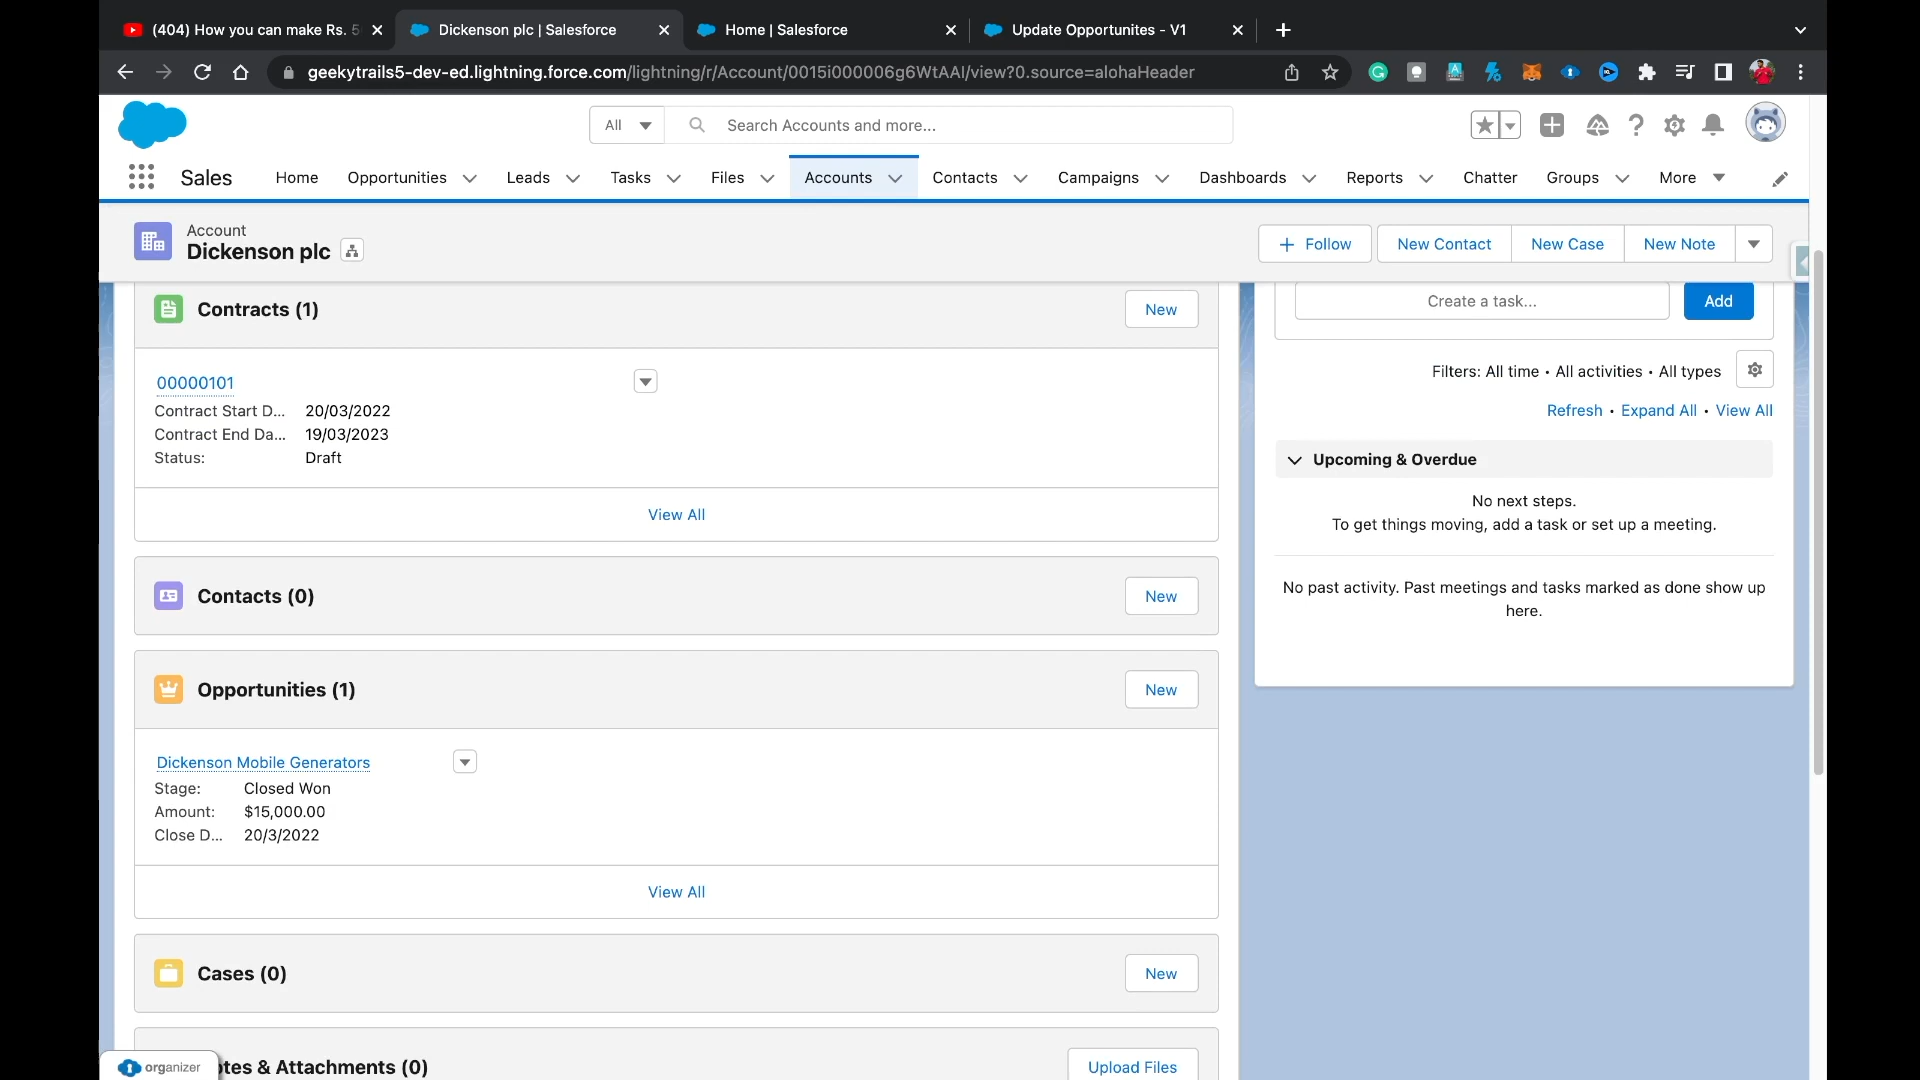 (404) How you can make Rs. 5
Dickenson plc | Salesforce
Home | Salesforce
Update Opportunites - V1
geekytrails5-dev-ed.lightning.force.com/lightning/r/Account/0015i000006g6WtAAI/view?0.source=alohaHeader
All
Search Accounts and more...
Sales
Home
Opportunities
Leads
Tasks
Files
Accounts
Contacts
Campaigns
Dashboards
Reports
Chatter
Groups
More
Account
Dickenson plc
Follow
New Contact
New Case
New Note
Contracts (1)
New
00000101
Contract Start D... 20/03/2022
Contract End Da... 19/03/2023
Status: Draft
View All
Contacts (0)
New
Opportunities (1)
New
Dickenson Mobile Generators
Stage: Closed Won
Amount: $15,000.00
Close D... 20/3/2022
View All
Cases (0)
New
otes & Attachments (0)
Upload Files
organizer
Create a task...
Add
Filters: All time • All activities • All types
Refresh • Expand All • View All
Upcoming & Overdue
No next steps.
To get things moving, add a task or set up a meeting.
No past activity. Past meetings and tasks marked as done show up
here.